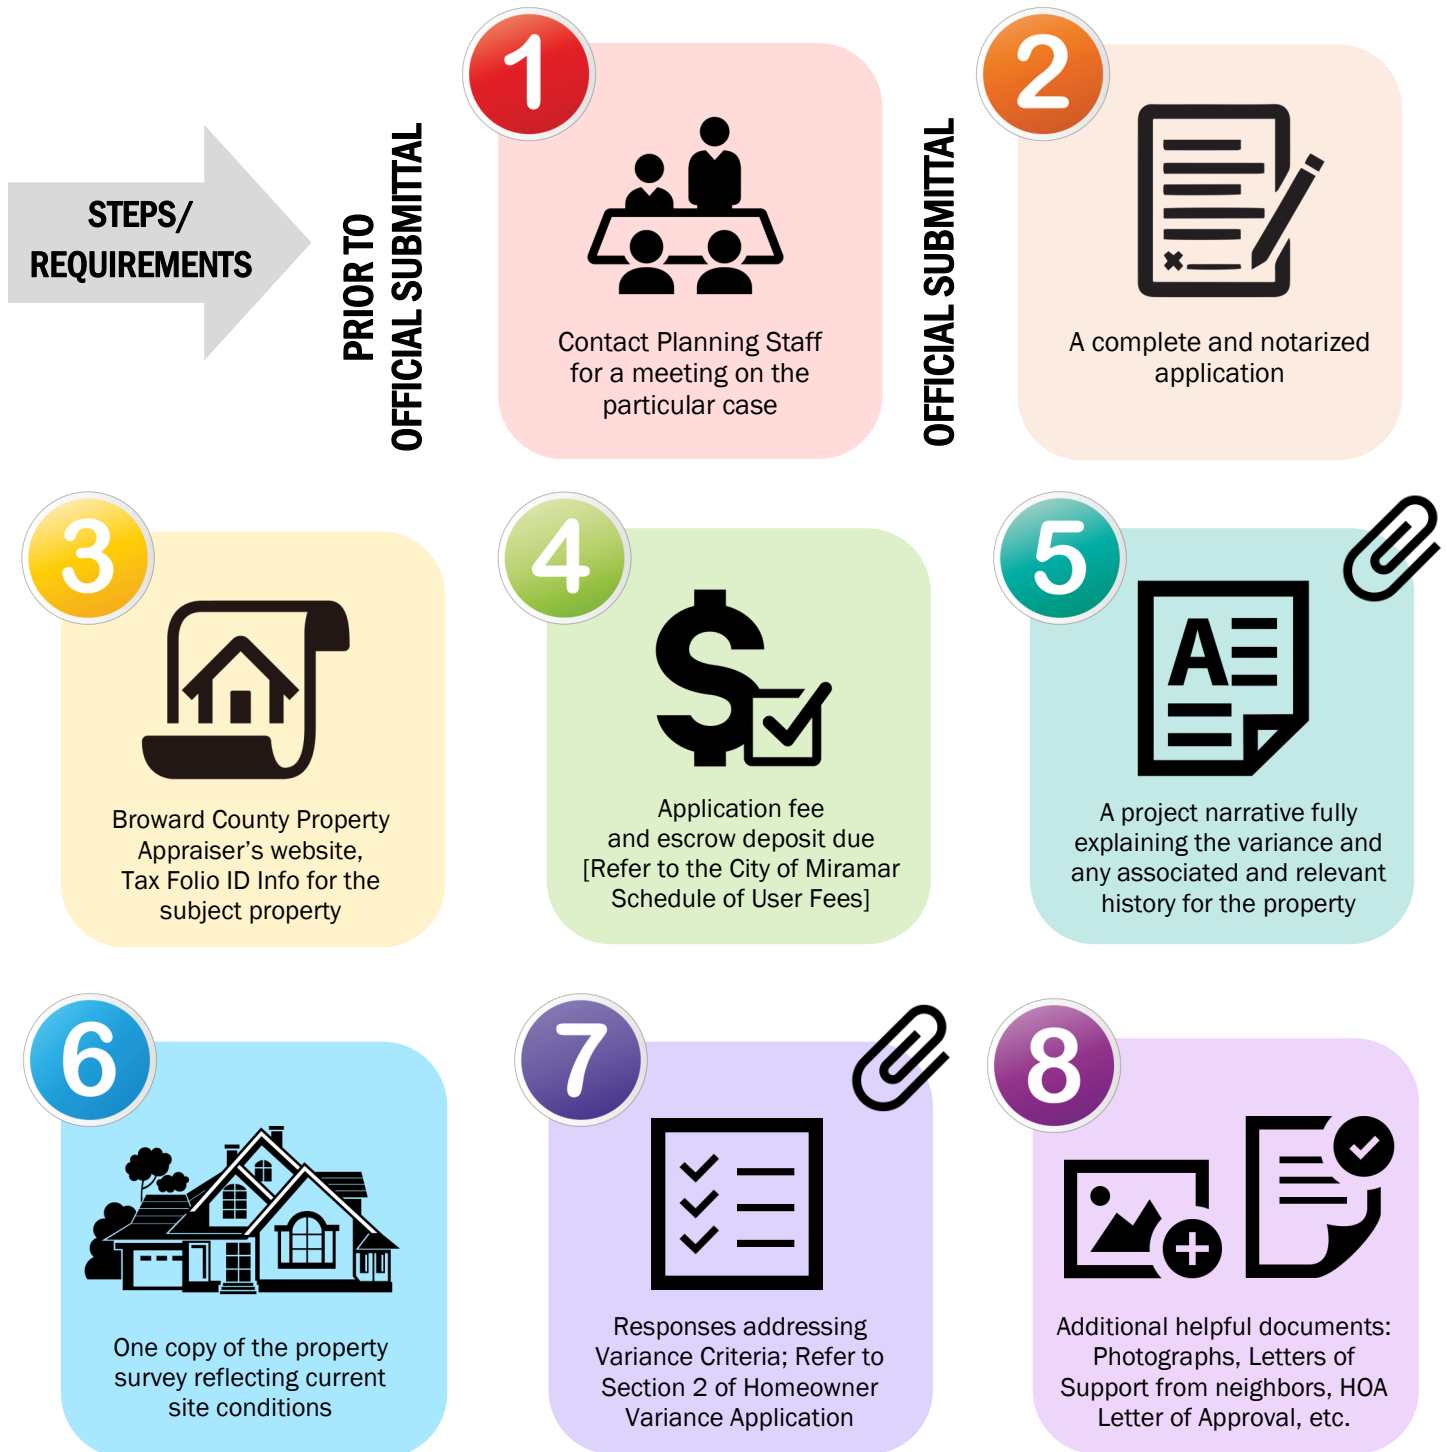 STEPS/
REQUIREMENTS
PRIOR TO
OFFICIAL SUBMITTAL
1
Contact Planning Staff
for a meeting on the
particular case
OFFICIAL SUBMITTAL
2
A complete and notarized
application
3
Broward County Property
Appraiser’s website,
Tax Folio ID Info for the
subject property
4
Application fee
and escrow deposit due
[Refer to the City of Miramar
Schedule of User Fees]
5
A
A project narrative fully
explaining the variance and
any associated and relevant
history for the property
6
One copy of the property
survey reflecting current
site conditions
7
Responses addressing
Variance Criteria; Refer to
Section 2 of Homeowner
Variance Application
8
Additional helpful documents:
Photographs, Letters of
Support from neighbors, HOA
Letter of Approval, etc.